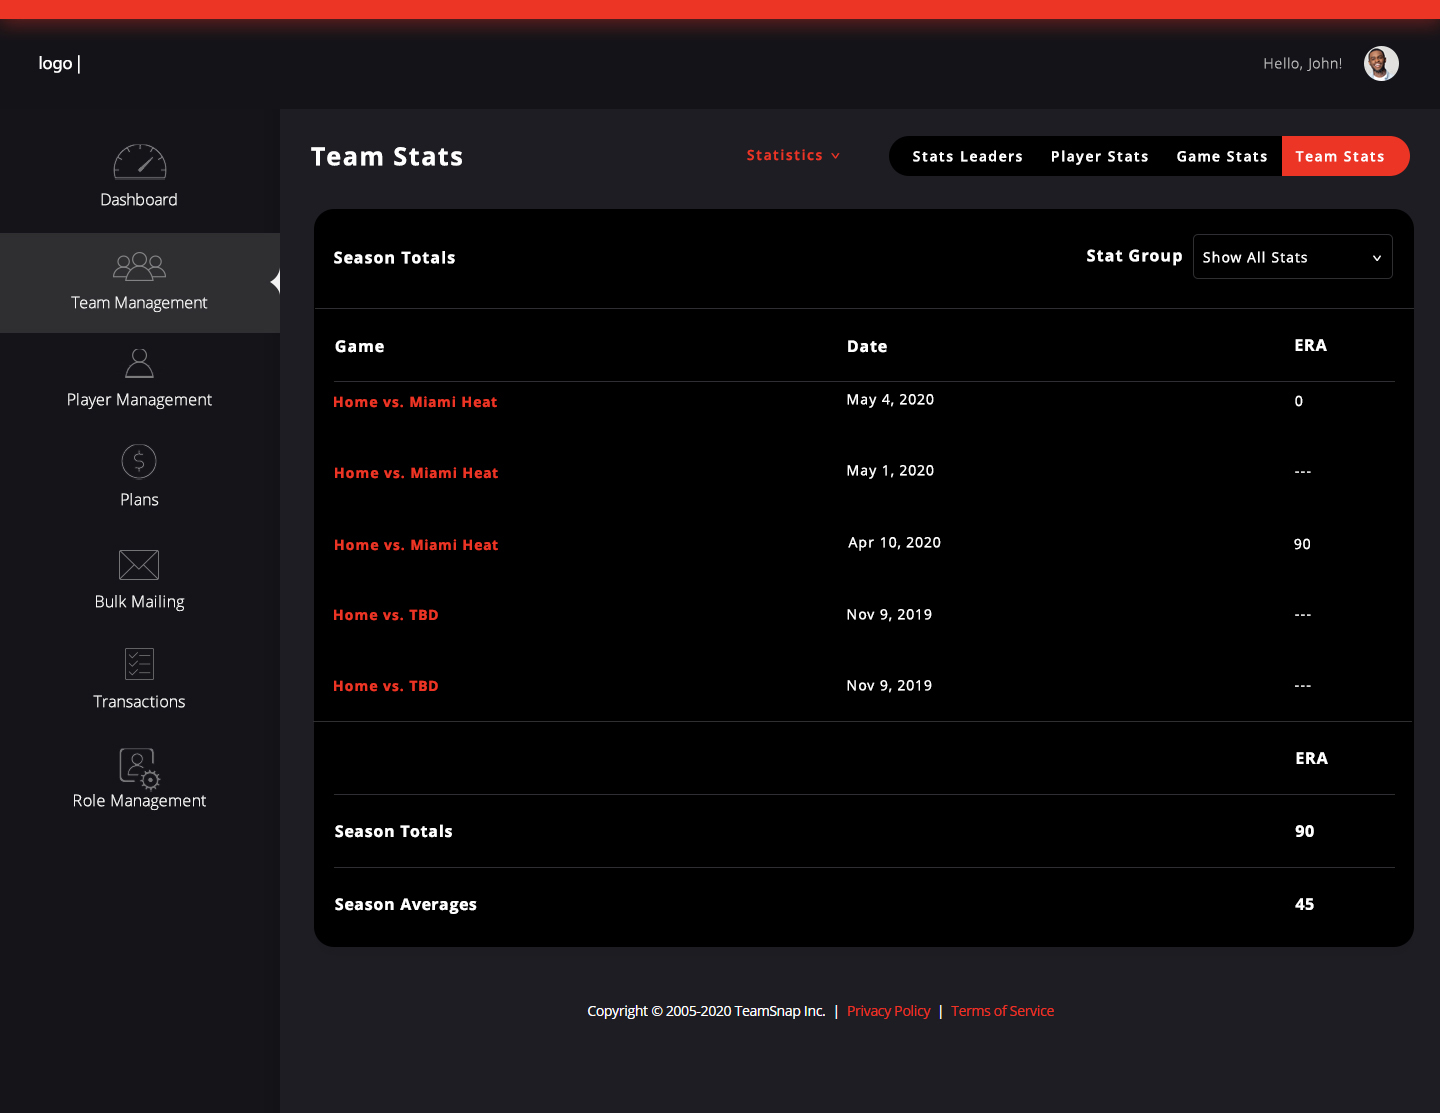 logo |
Hello, John!
Dashboard
Team Management
Player Management
Plans
Bulk Mailing
Transactions
Role Management
Team Stats
Statistics
Stats Leaders Player Stats Game Stats Team Stats
Season Totals
Stat Group Show All Stats
Game Date ERA
Home vs. Miami Heat May 4, 2020 0
Home vs. Miami Heat May 1, 2020 ---
Home vs. Miami Heat Apr 10, 2020 90
Home vs. TBD Nov 9, 2019 ---
Home vs. TBD Nov 9, 2019 ---
ERA
Season Totals 90
Season Averages 45
Copyright © 2005-2020 TeamSnap Inc. | Privacy Policy | Terms of Service